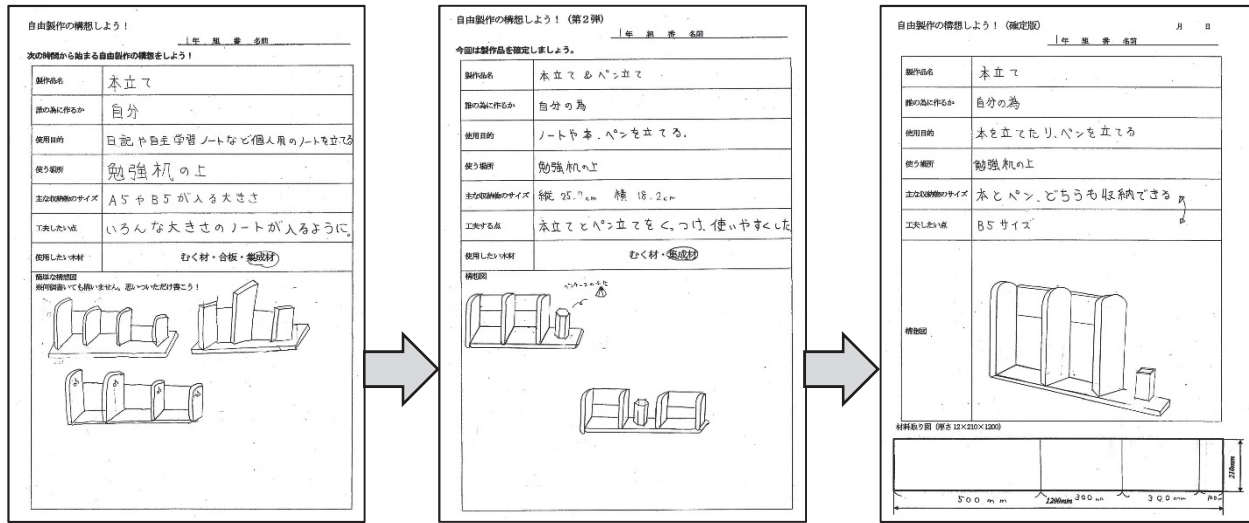 自由製作の構想しよう!
1年 組 番 名前
次の時間から始まる自由製作の構想をしよう!
製作品名 本立て
誰の為に作るか 自分
使用目的 日記や自主学習ノートなど個人用のノートを立てる
使う場所 勉強机の上
主な収納物のサイズ A5やB5が入る大きさ
工夫したい点 いろんな大きさのノートが入るように。
使用したい木材 むく材・合板・集成材
簡単な構想図
※何個書いても構いません。思いついただけ書こう!
自由製作の構想しよう!(第2弾)
1年 組 番 名前
今回は製作品を確定しましょう。
製作品名 本立て&ペン立て
誰の為に作るか 自分の為
使用目的 ノートや本、ペンを立てる。
使う場所 勉強机の上
主な収納物のサイズ 縦 25.7cm 横 18.2cm
工夫する点 本立てとペン立てをくっつけ、使いやすくした
使用したい木材 むく材・集成材
構想図
自由製作の構想しよう!(確定版) 月 日
1年 組 番 名前
製作品名 本立て
誰の為に作るか 自分の為
使用目的 本を立てたり、ペンを立てる
使う場所 勉強机の上
主な収納物のサイズ 本とペン、どちらも収納できる
工夫したい点 B5サイズ
構想図
材料取り図(厚さ12×210×1200)
210mm
500mm 300mm 300mm 100m
1200mm